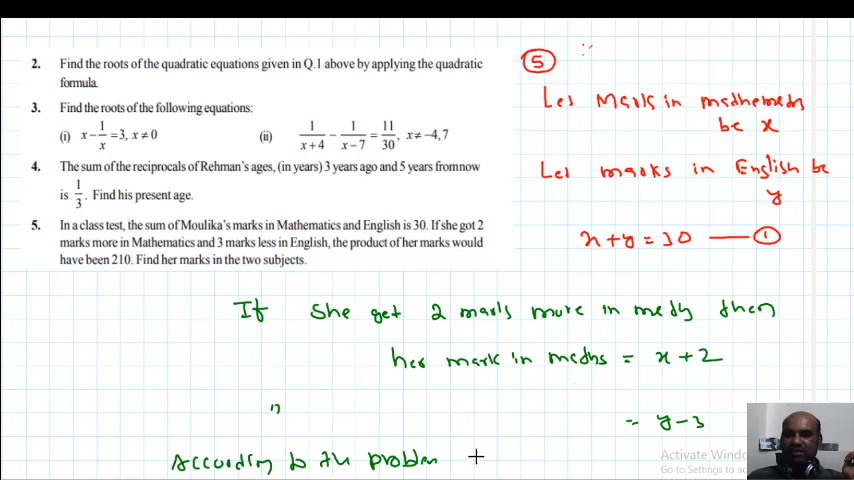 2. Find the roots of the quadratic equations given in Q.1 above by applying the quadratic
formula.
3. Find the roots of the following equations:
(i) x - 1/x = 3, x ≠ 0 (ii) 1/(x+4) - 1/(x-7) = 11/30, x ≠ -4, 7
4. The sum of the reciprocals of Rehman's ages, (in years) 3 years ago and 5 years from now
is 1/3. Find his present age.
5. In a class test, the sum of Moulika's marks in Mathematics and English is 30. If she got 2
marks more in Mathematics and 3 marks less in English, the product of her marks would
have been 210. Find her marks in the two subjects.
5
Let Mark in
be x
Let marks in English be
y
x + y = 30 — 1
If She get 2 marks more in then
her mark in maths = x + 2
"
= y - 3
According to the problem
Activate Windows
Go to Settings to